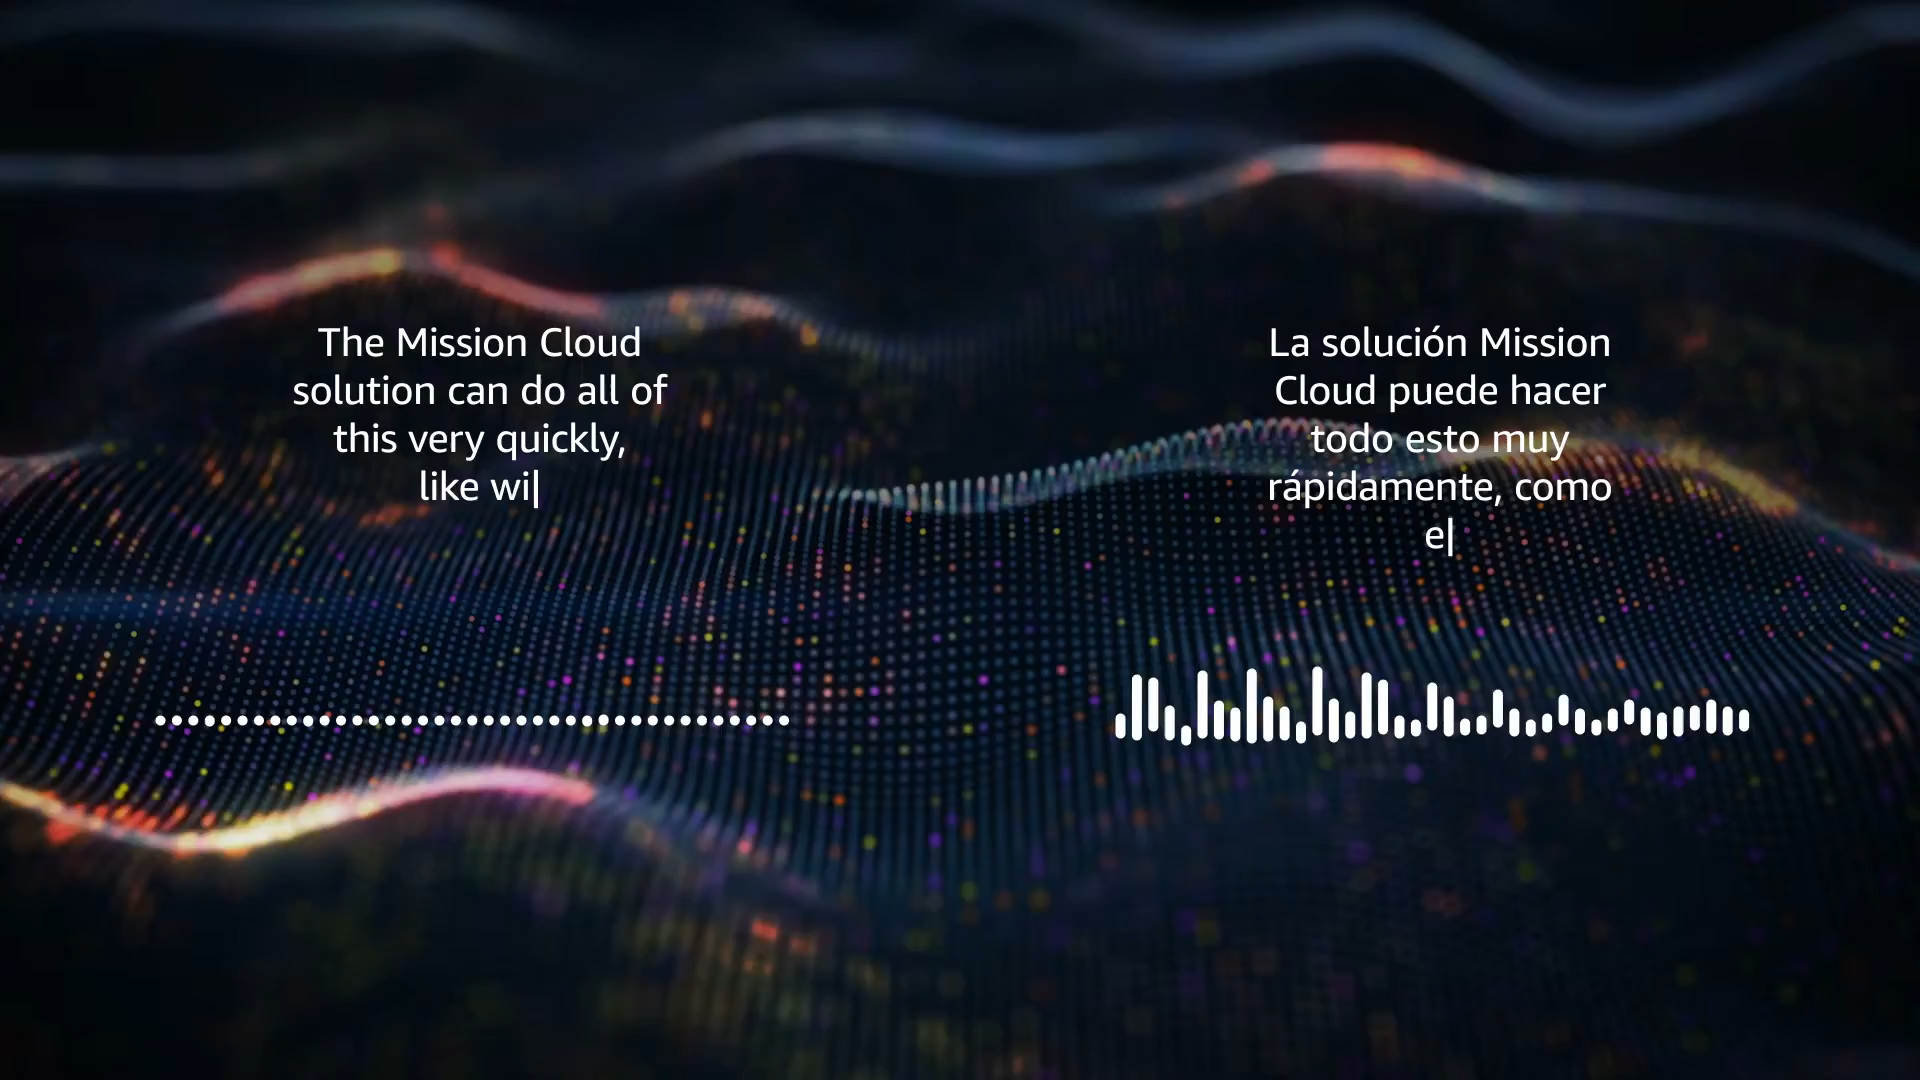 The Mission Cloud
solution can do all of
this very quickly,
like wi|
La solución Mission
Cloud puede hacer
todo esto muy
rápidamente, como
e|